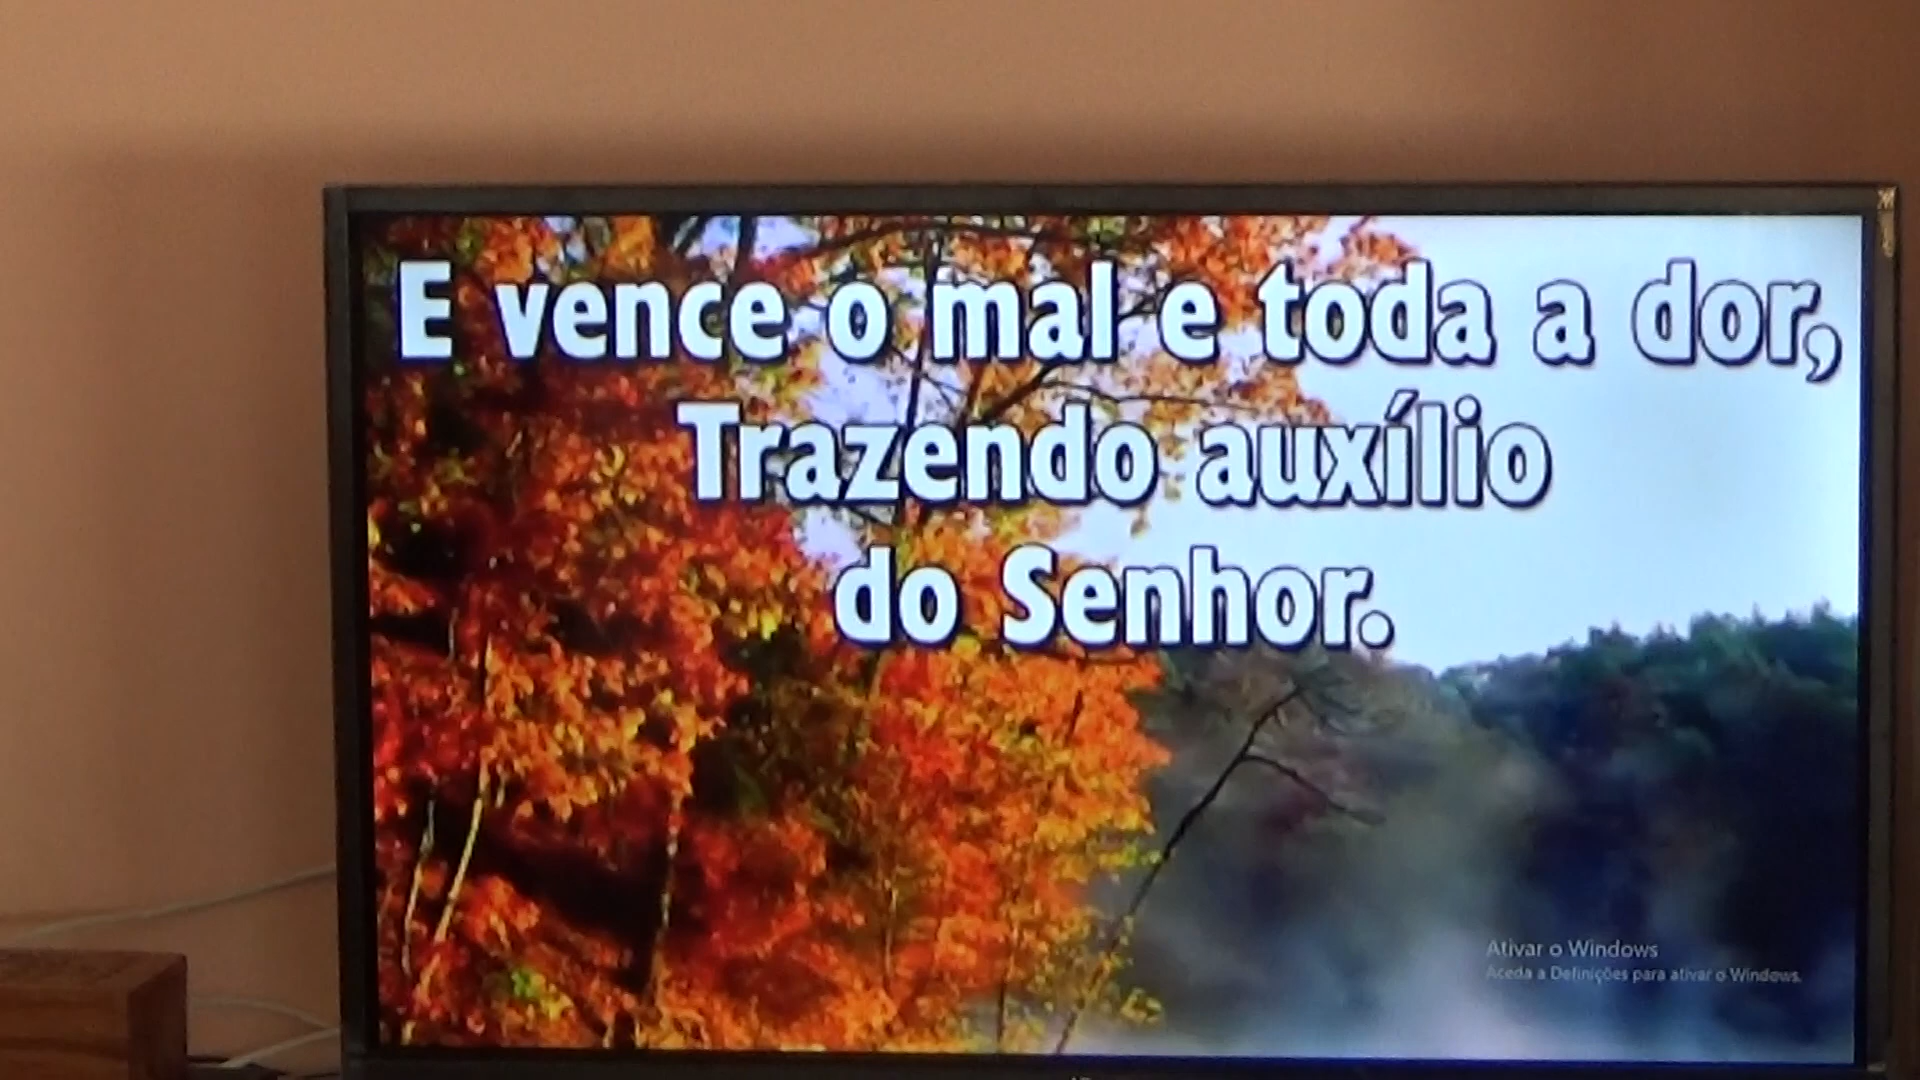 E vence o mal e toda a dor,
Trazendo auxílio
do Senhor.
Ativar o Windows
Aceda a Definições para ativar o Windows.